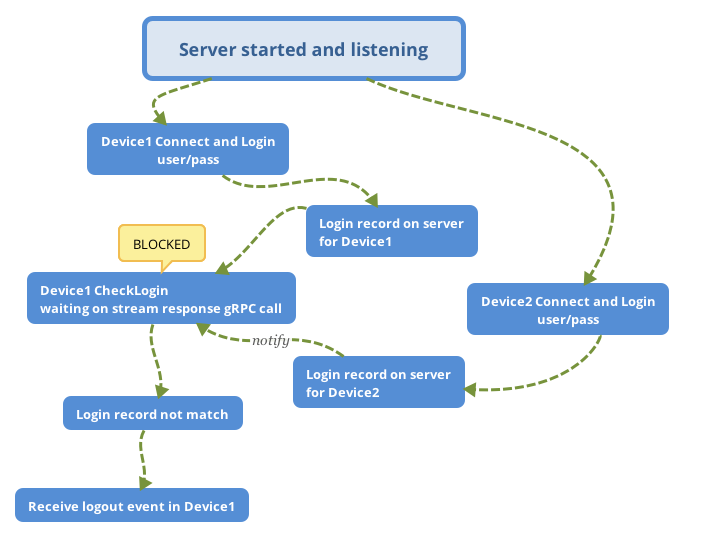 Server started and listening
Device1 Connect and Login
user/pass
Login record on server
for Device1
BLOCKED
Device1 CheckLogin
waiting on stream response gRPC call
Device2 Connect and Login
user/pass
notify
Login record on server
for Device2
Login record not match
Receive logout event in Device1